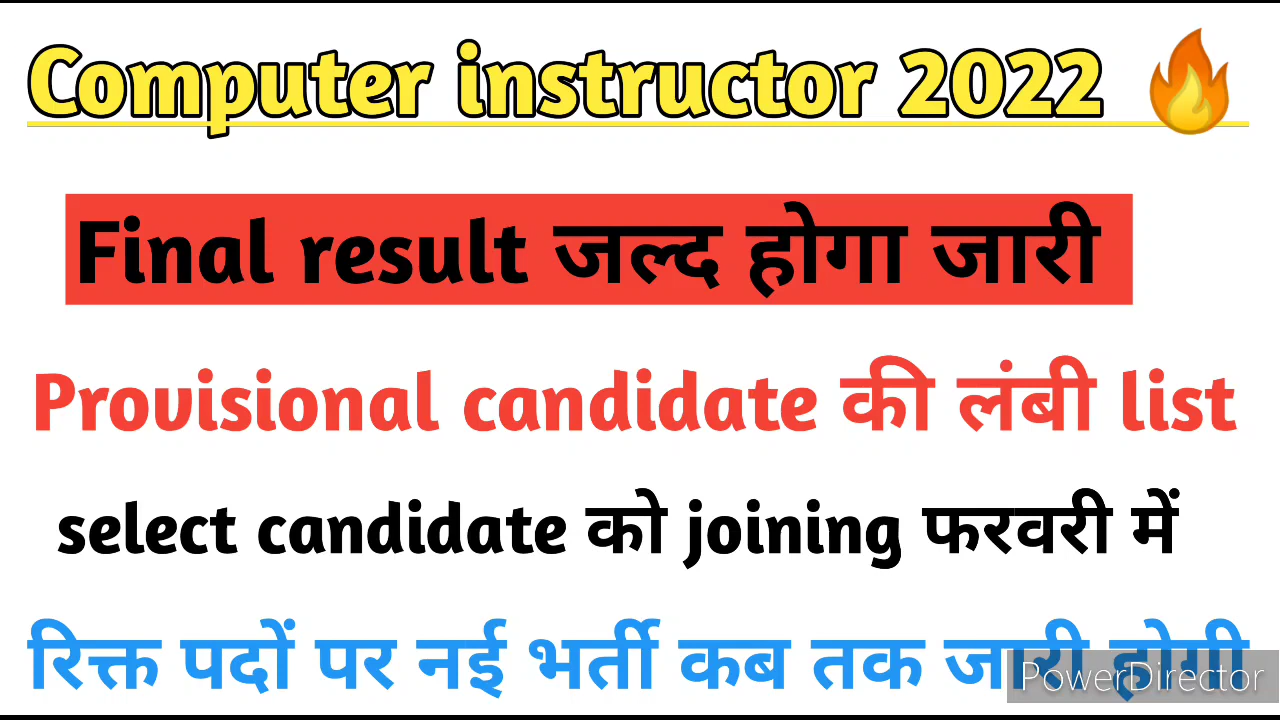 Computer instructor 2022 🔥
Final result जल्द होगा जारी
Provisional candidate की लंबी list
select candidate को joining फरवरी में
रिक्त पदों पर नई भर्ती कब तक जारी होगी
PowerDirector